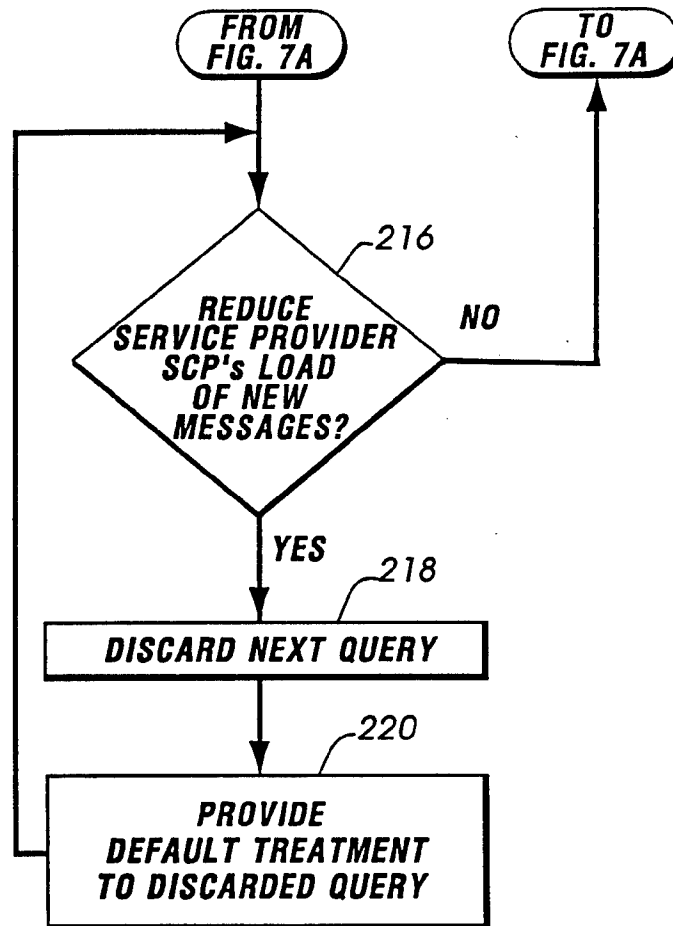 FROM
FIG. 7A
TO
FIG. 7A
216
REDUCE
SERVICE PROVIDER
SCP's LOAD
OF NEW
MESSAGES?
NO
YES
218
DISCARD NEXT QUERY
220
PROVIDE
DEFAULT TREATMENT
TO DISCARDED QUERY